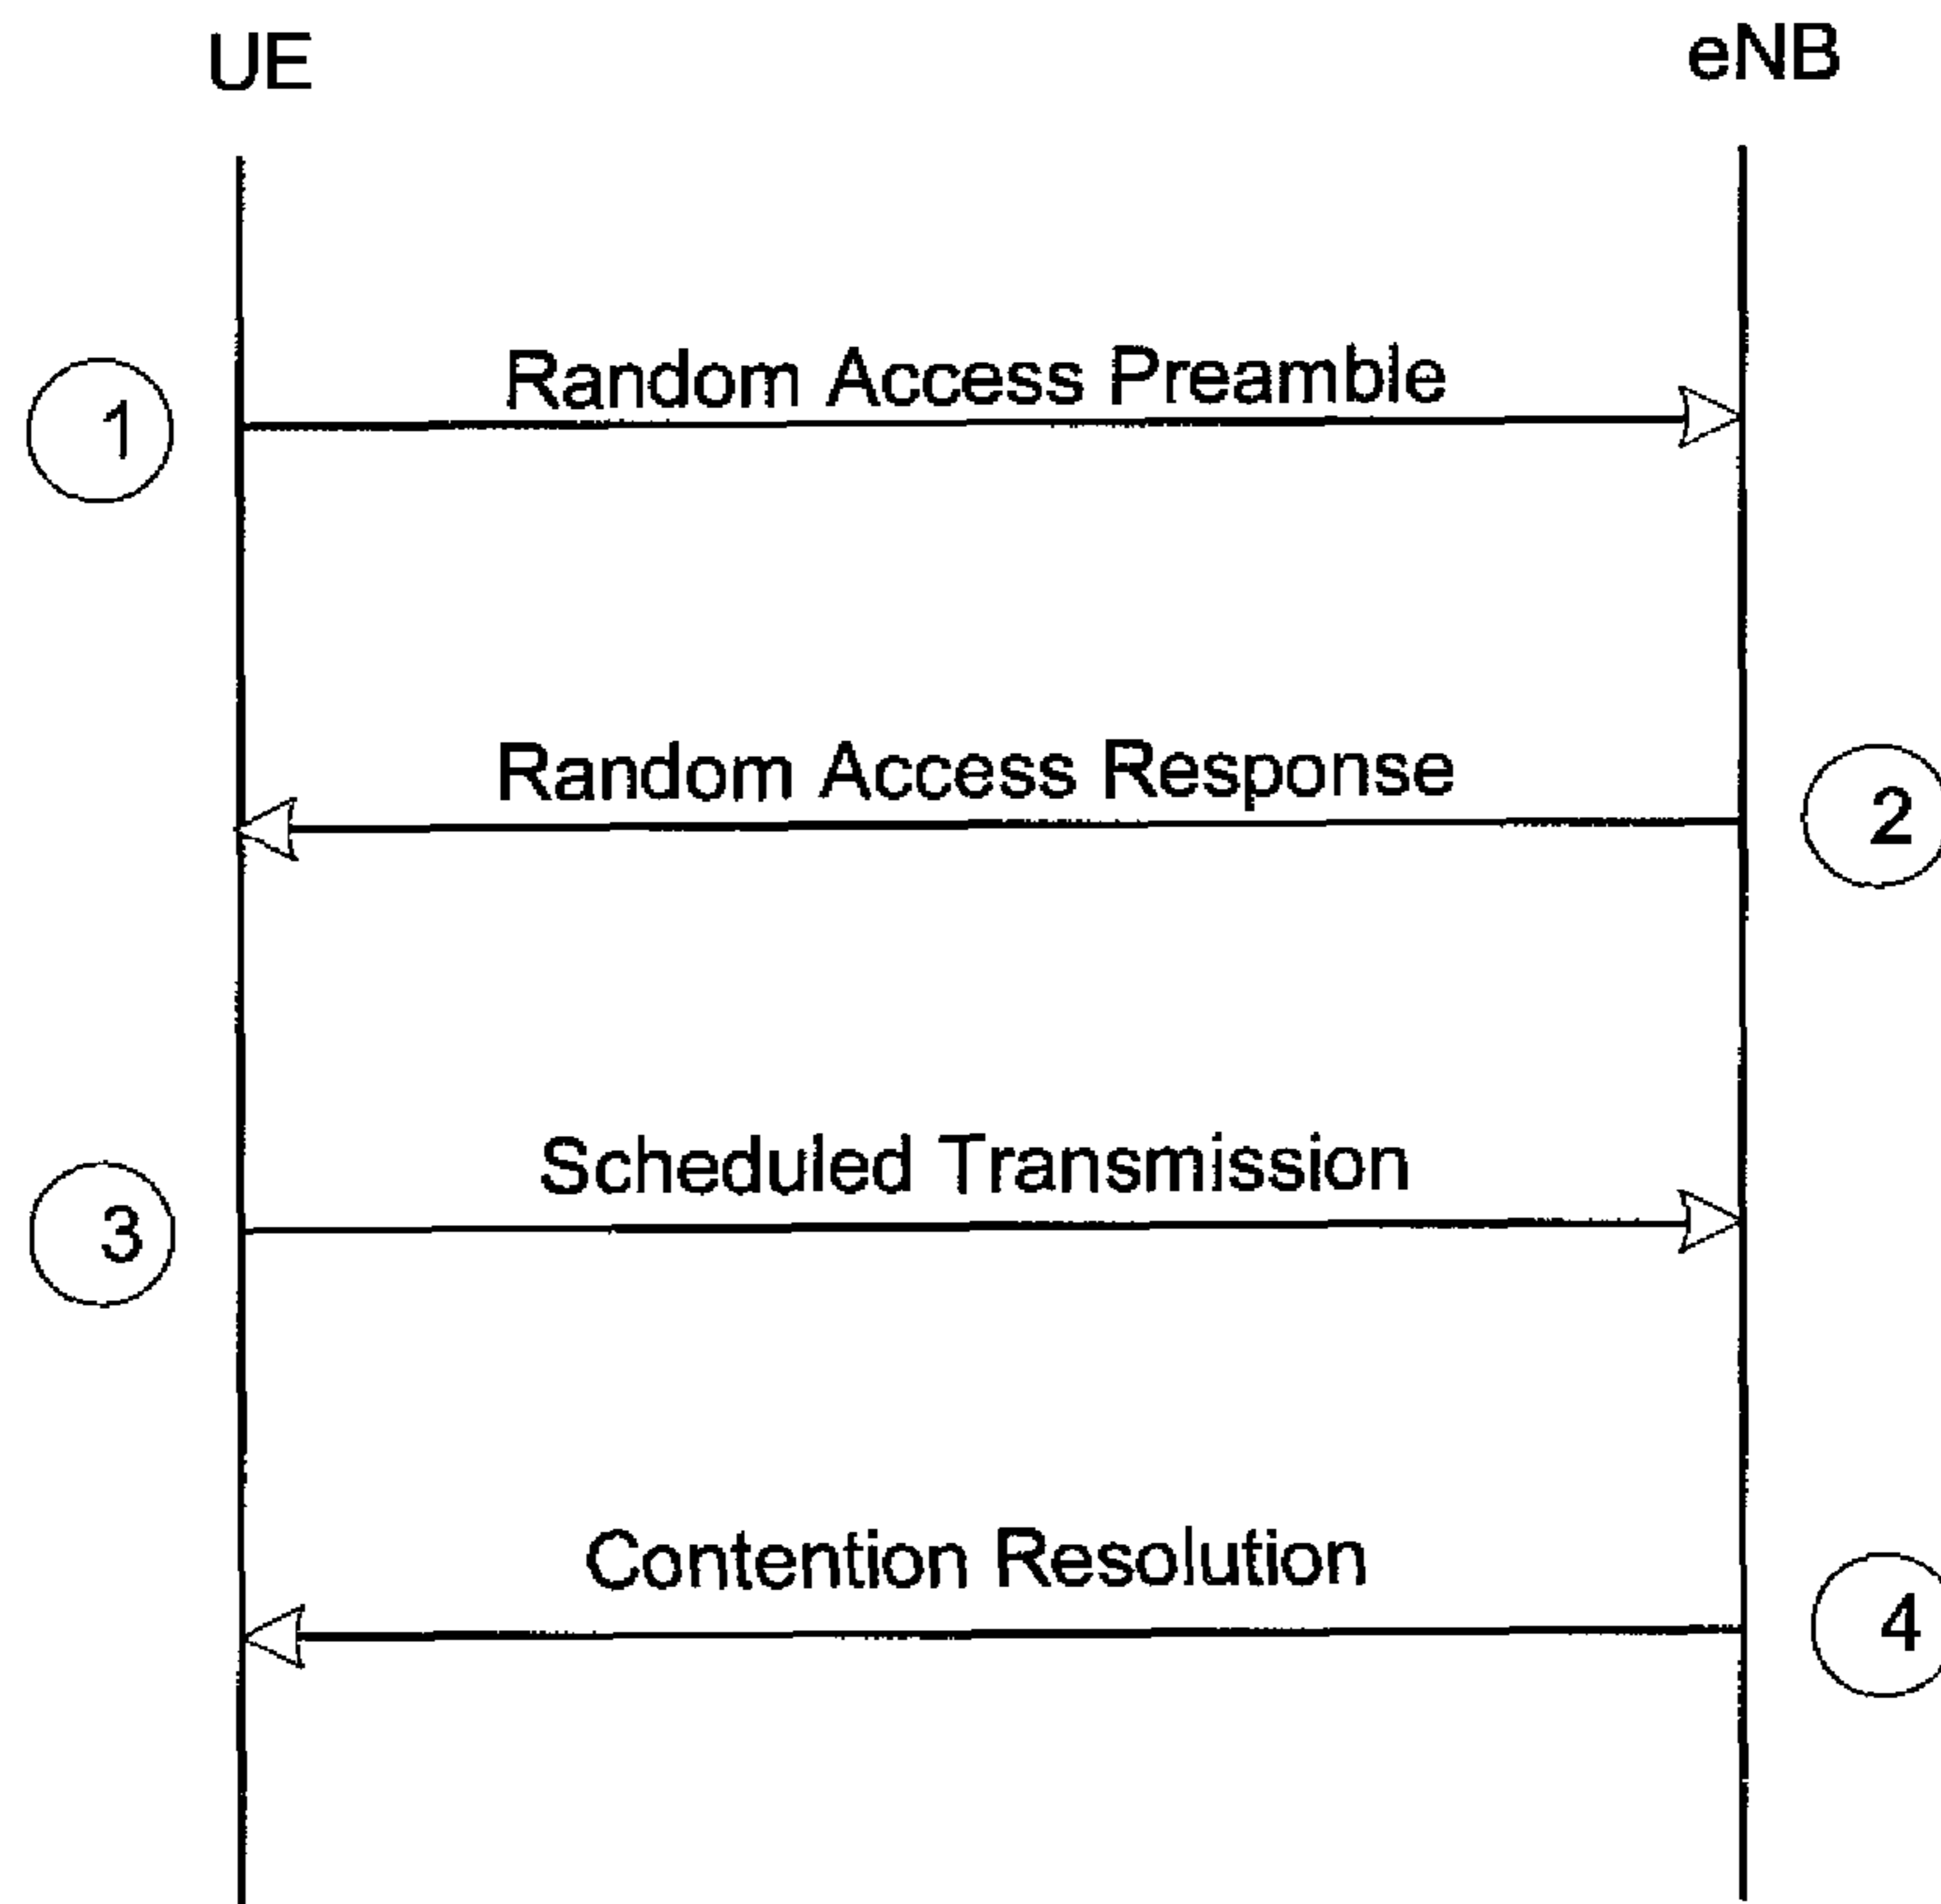 UE eNB
Random Access Preamble
1
Random Access Response
2
Scheduled Transmission
3
Contention Resolution
4